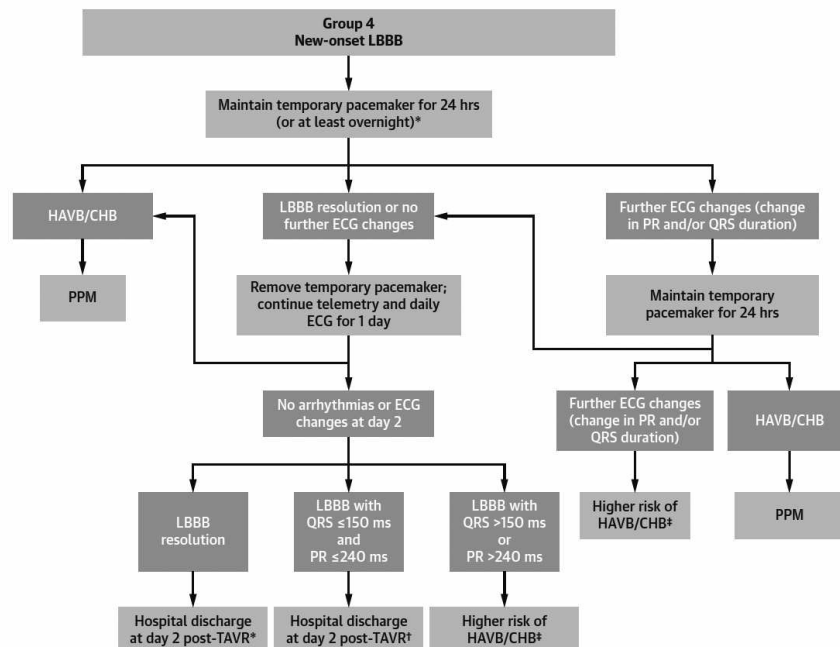 Group 4
New-onset LBBB
Maintain temporary pacemaker for 24 hrs
(or at least overnight)*
HAVB/CHB
LBBB resolution or no
further ECG changes
Further ECG changes (change
in PR and/or QRS duration)
PPM
Remove temporary pacemaker;
continue telemetry and daily
ECG for 1 day
Maintain temporary
pacemaker for 24 hrs
No arrhythmias or ECG
changes at day 2
Further ECG changes
(change in PR and/or
QRS duration)
HAVB/CHB
LBBB
resolution
LBBB with
QRS ≤150 ms
and
PR ≤240 ms
LBBB with
QRS >150 ms
or
PR >240 ms
Higher risk of
HAVB/CHB‡
PPM
Hospital discharge
at day 2 post-TAVR*
Hospital discharge
at day 2 post-TAVR†
Higher risk of
HAVB/CHB‡